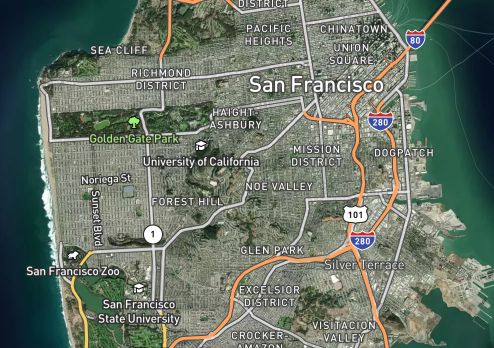 DISTRICT
PACIFIC
HEIGHTS
CHINATOWN
UNION
SQUARE
80
SEA CLIFF
RICHMOND
DISTRICT
San Francisco
HAIGHT
ASHBURY
280
Golden Gate Park
University of California
MISSION
DISTRICT
DOGPATCH
Noriega St
Sunset Blvd
NOE VALLEY
FOREST HILL
101
1
280
GLEN PARK
San Francisco Zoo
Silver Terrace
San Francisco
State University
EXCELSIOR
DISTRICT
VISITACION
VALLEY
CROCKER-
AMAZON